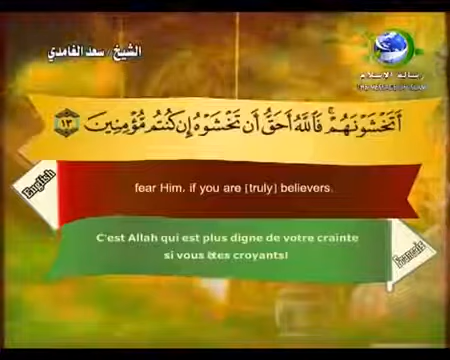 الشيخ / سعد الغامدي
رسالة الإسلام
أَتَخْشَوْنَهُمْ ۚ فَاللَّهُ أَحَقُّ أَن تَخْشَوْهُ إِن كُنتُم مُّؤْمِنِينَ ١٣
English
fear Him, if you are [truly] believers.
C'est Allah qui est plus digne de votre crainte
si vous êtes croyants!
Français